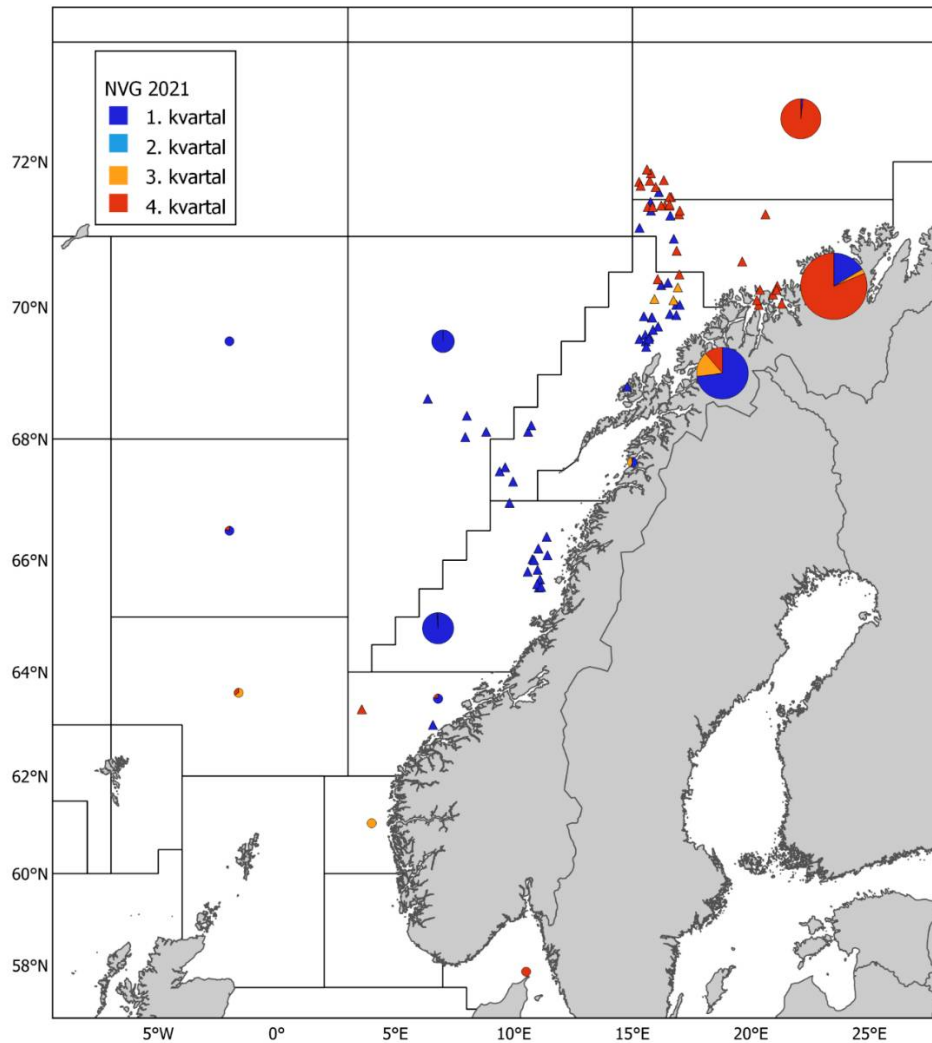 NVG 2021
1. kvartal
2. kvartal
3. kvartal
4. kvartal
72°N
70°N
68°N
66°N
64°N
62°N
60°N
58°N
5°W 0° 5°E 10°E 15°E 20°E 25°E